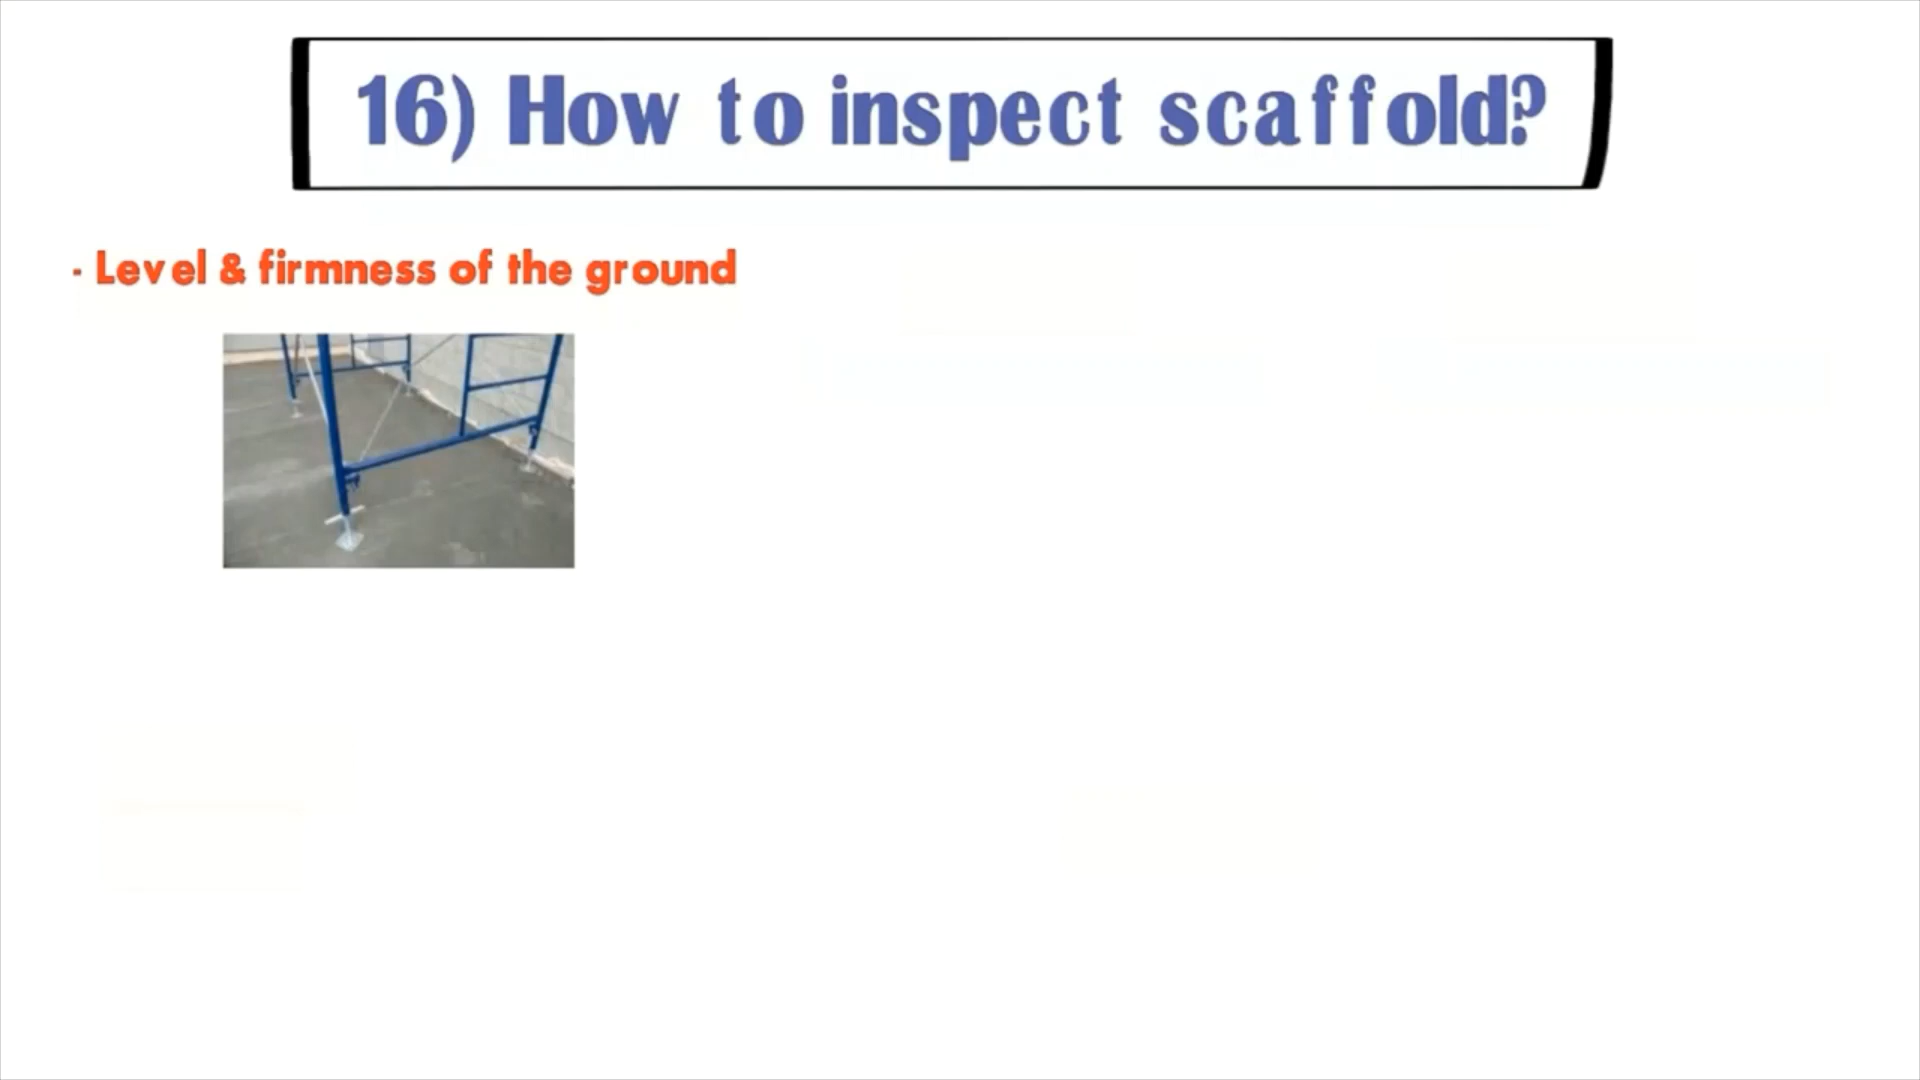 16) How to inspect scaffold?
- Level & firmness of the ground